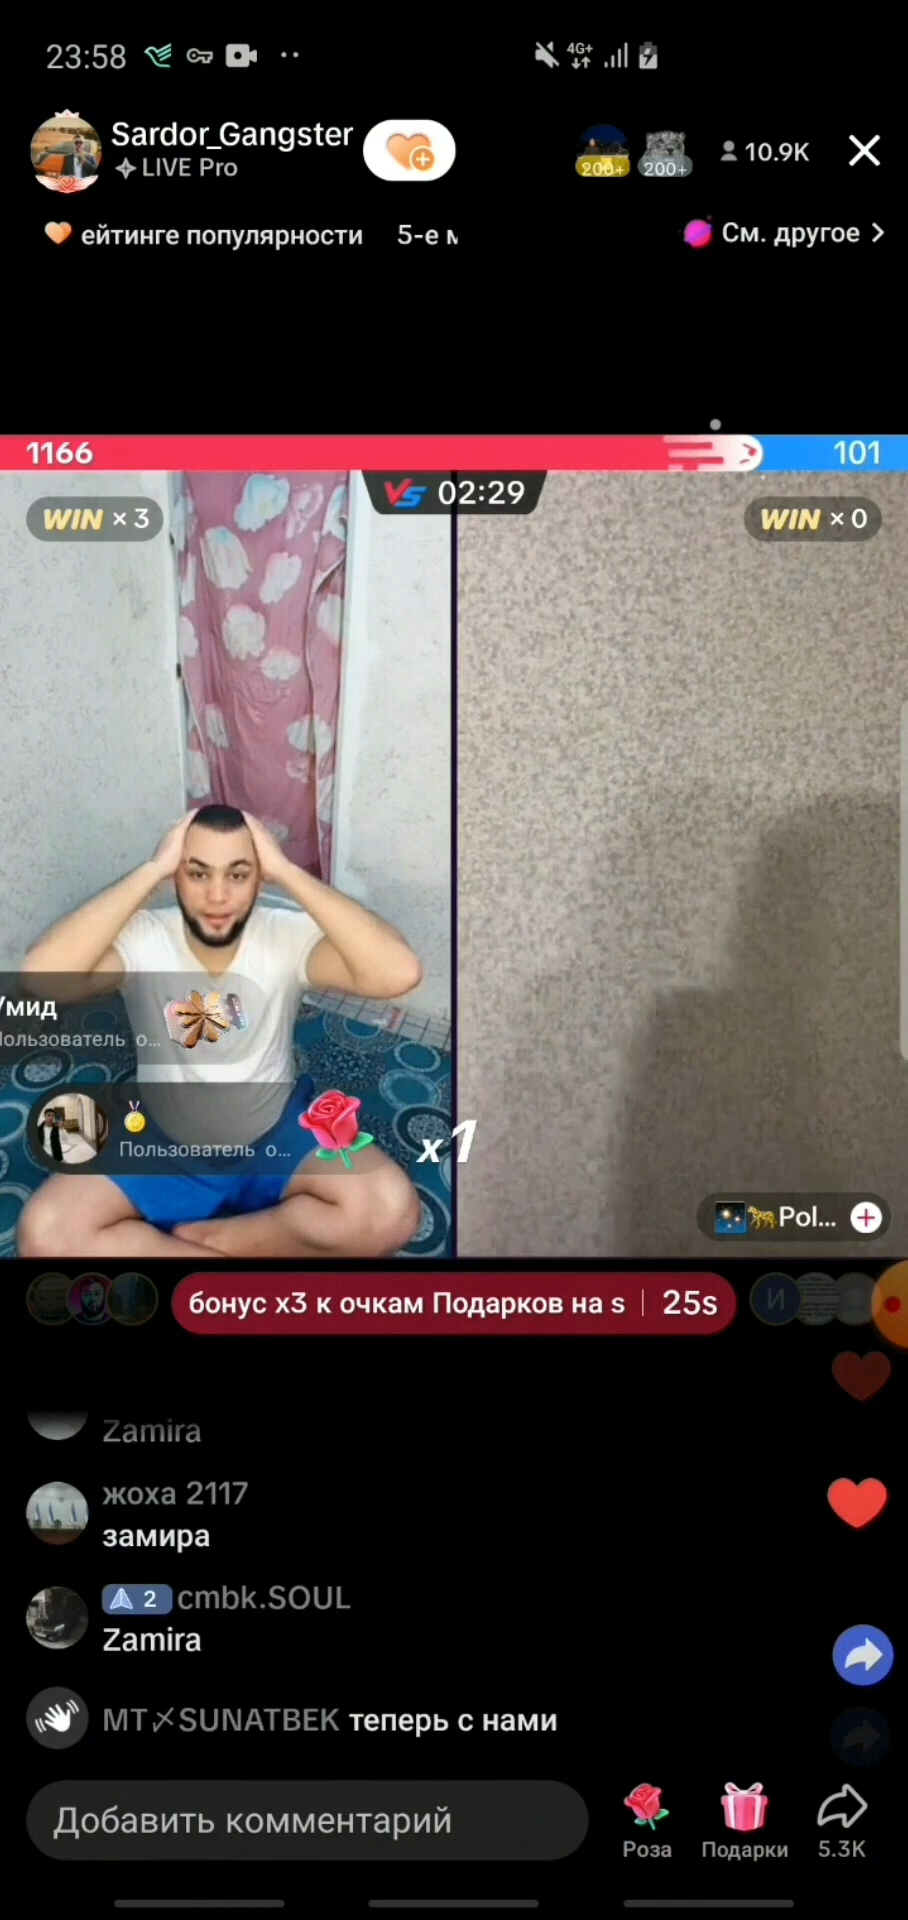 23:58
4G+
Sardor_Gangster
LIVE Pro
200+
200+
10.9K
ейтинге популярности
5-е
См. другое >
1166
101
WIN × 3
VS 02:29
WIN × 0
Умид
Пользователь о...
Пользователь о...
x1
Pol...
бонус x3 к очкам Подарков на s | 25s
И
Zamira
жоха 2117
замира
2 cmbk.SOUL
Zamira
MT〆SUNATBEK теперь с нами
Добавить комментарий
Роза
Подарки
5.3K